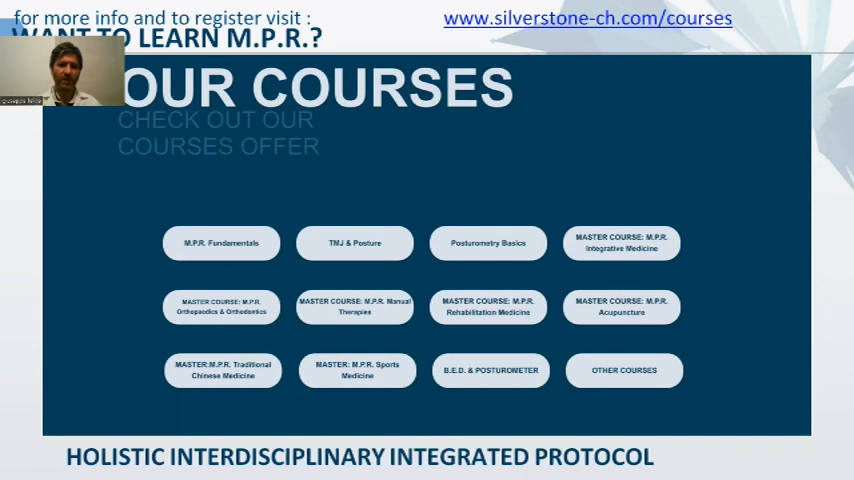 for more info and to register visit :
www.silverstone-ch.com/courses
WANT TO LEARN M.P.R.?
OUR COURSES
CHECK OUT OUR
COURSES OFFER
M.P.R. Fundamentals
TMJ & Posture
Posturometry Basics
MASTER COURSE: M.P.R.
Integrative Medicine
MASTER COURSE: M.P.R.
Orthopaedics & Orthodontics
MASTER COURSE: M.P.R. Manual
Therapies
MASTER COURSE: M.P.R.
Rehabilitation Medicine
MASTER COURSE: M.P.R.
Acupuncture
MASTER:M.P.R. Traditional
Chinese Medicine
MASTER: M.P.R. Sports
Medicine
B.E.D. & POSTUROMETER
OTHER COURSES
HOLISTIC INTERDISCIPLINARY INTEGRATED PROTOCOL